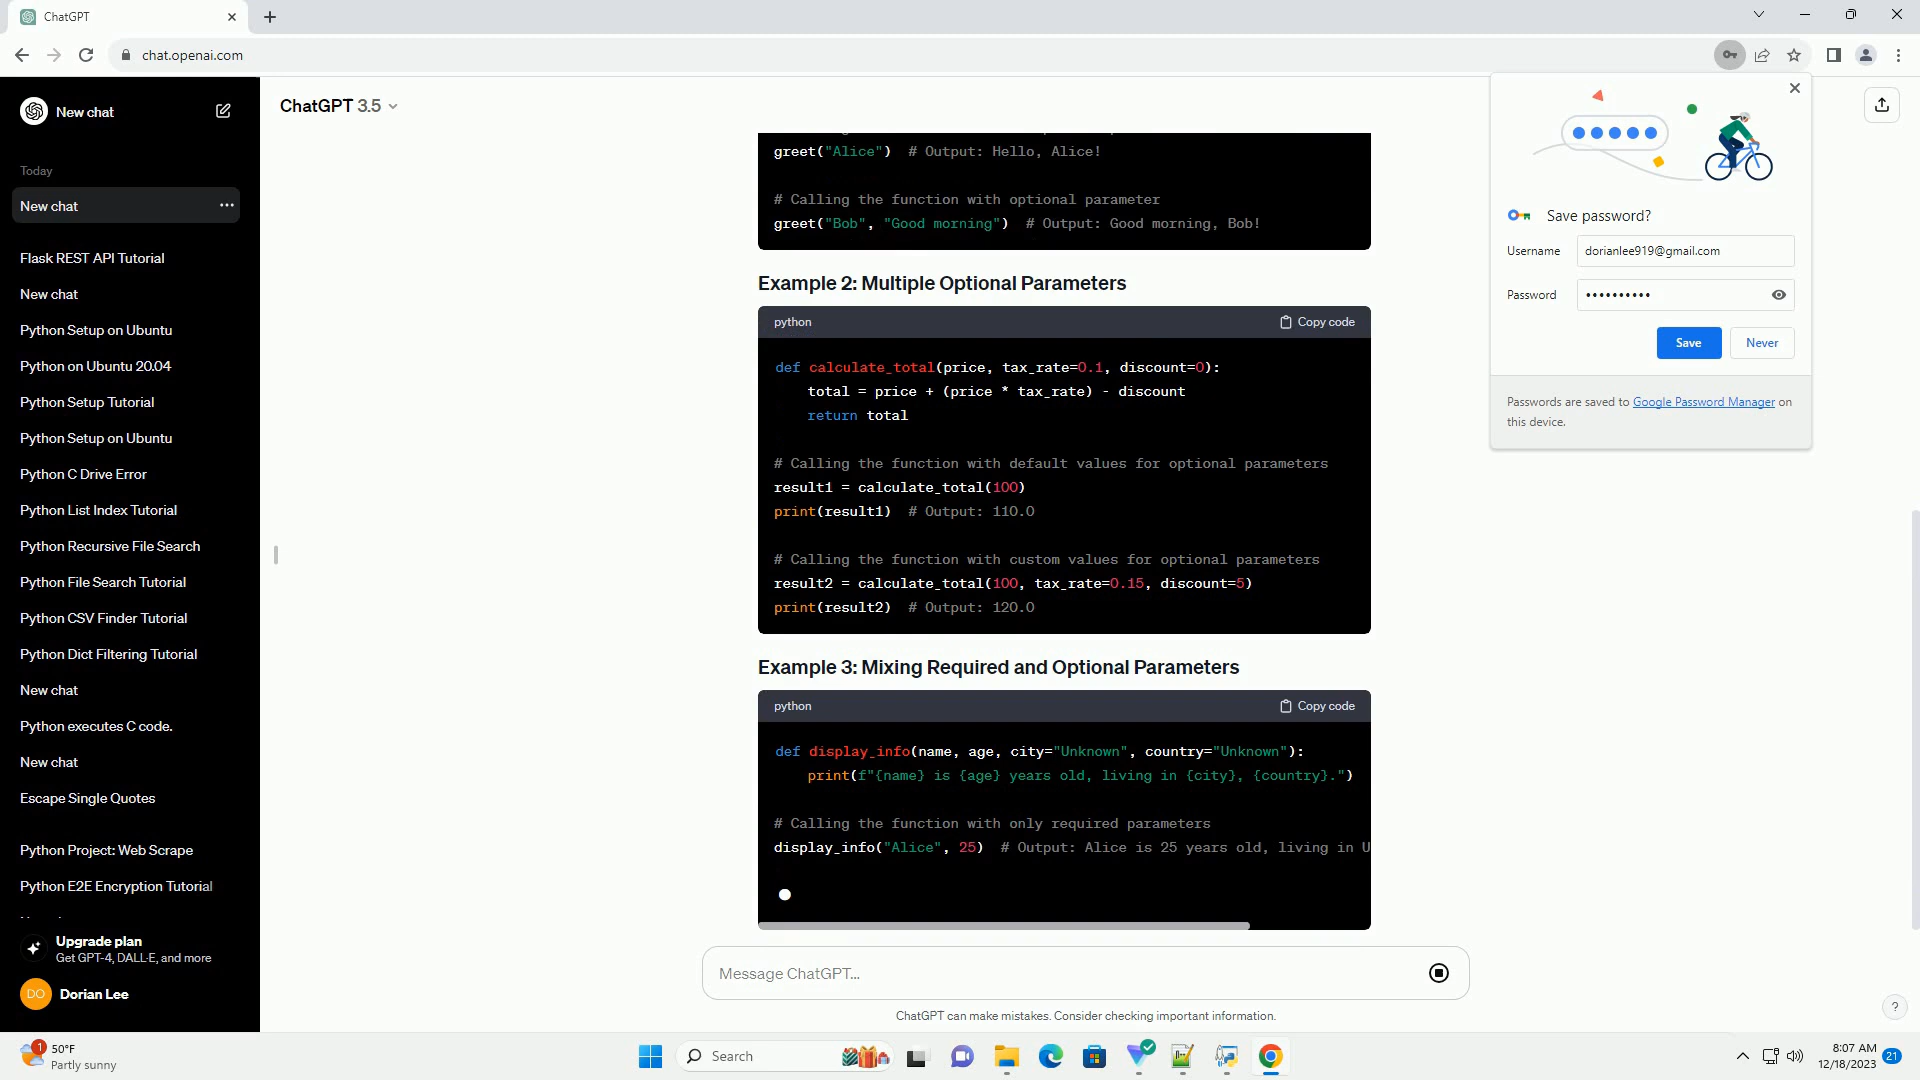 ChatGPT
chat.openai.com
New chat
Today
New chat
Flask REST API Tutorial
New chat
Python Setup on Ubuntu
Python on Ubuntu 20.04
Python Setup Tutorial
Python Setup on Ubuntu
Python C Drive Error
Python List Index Tutorial
Python Recursive File Search
Python File Search Tutorial
Python CSV Finder Tutorial
Python Dict Filtering Tutorial
New chat
Python executes C code.
New chat
Escape Single Quotes
Python Project: Web Scrape
Python E2E Encryption Tutorial
Upgrade plan
Get GPT-4, DALL·E, and more
DO Dorian Lee
ChatGPT 3.5
greet("Alice")  # Output: Hello, Alice!
# Calling the function with optional parameter
greet("Bob", "Good morning")  # Output: Good morning, Bob!
Example 2: Multiple Optional Parameters
python Copy code
def calculate_total(price, tax_rate=0.1, discount=0):
total = price + (price * tax_rate) - discount
return total
# Calling the function with default values for optional parameters
result1 = calculate_total(100)
print(result1)  # Output: 110.0
# Calling the function with custom values for optional parameters
result2 = calculate_total(100, tax_rate=0.15, discount=5)
print(result2)  # Output: 120.0
Example 3: Mixing Required and Optional Parameters
python Copy code
def display_info(name, age, city="Unknown", country="Unknown"):
print(f"{name} is {age} years old, living in {city}, {country}.")
# Calling the function with only required parameters
display_info("Alice", 25)  # Output: Alice is 25 years old, living in U
Message ChatGPT...
ChatGPT can make mistakes. Consider checking important information.
?
Save password?
Username dorianlee919@gmail.com
Password ••••••••••
Save Never
Passwords are saved to Google Password Manager on
this device.
1
50°F
Partly sunny
Search
8:07 AM
12/18/2023
21